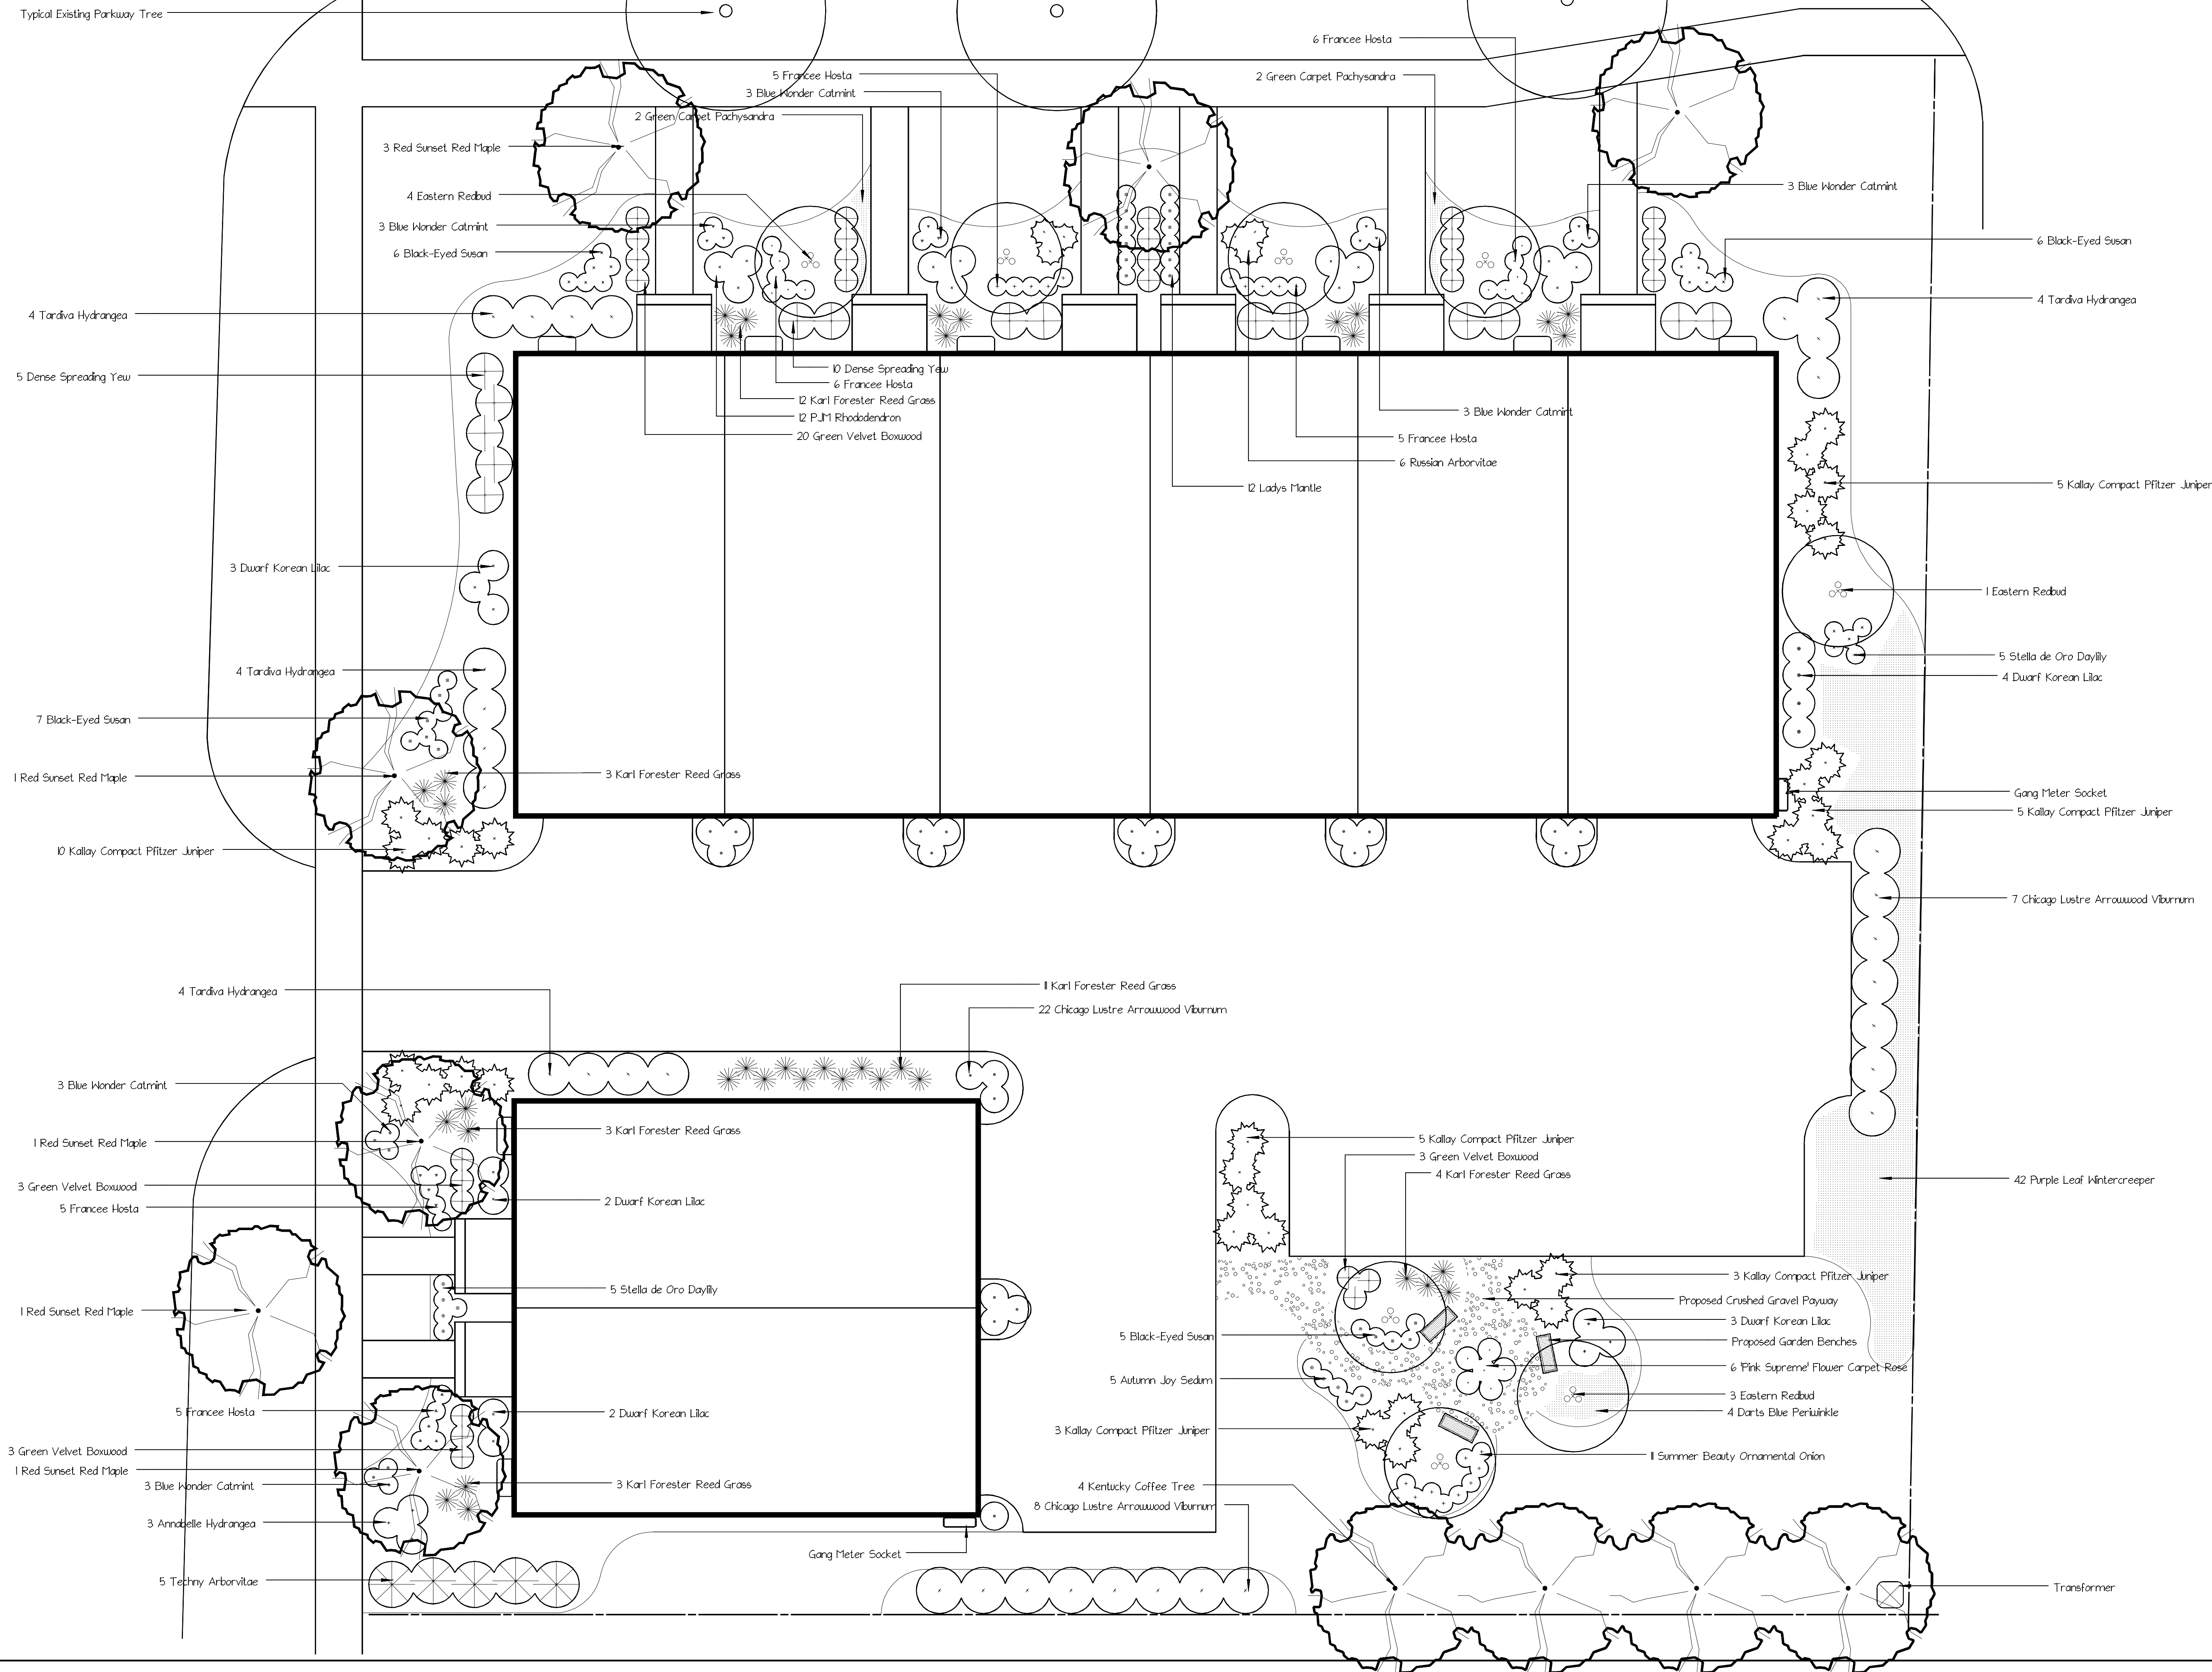 Typical Existing Parkway Tree
6 Francee Hosta
5 Francee Hosta
2 Green Carpet Pachysandra
3 Blue Wonder Catmint
2 Green Carpet Pachysandra
3 Red Sunset Red Maple
3 Blue Wonder Catmint
4 Eastern Redbud
3 Blue Wonder Catmint
6 Black-Eyed Susan
6 Black-Eyed Susan
4 Tardiva Hydrangea
4 Tardiva Hydrangea
5 Dense Spreading Yew
10 Dense Spreading Yew
6 Francee Hosta
12 Karl Forester Reed Grass
12 PJM Rhododendron
20 Green Velvet Boxwood
3 Blue Wonder Catmint
5 Francee Hosta
6 Russian Arborvitae
12 Ladys Mantle
5 Kallay Compact Pfitzer Juniper
3 Dwarf Korean Lilac
1 Eastern Redbud
4 Tardiva Hydrangea
5 Stella de Oro Daylily
4 Dwarf Korean Lilac
7 Black-Eyed Susan
1 Red Sunset Red Maple
3 Karl Forester Reed Grass
Gang Meter Socket
5 Kallay Compact Pfitzer Juniper
10 Kallay Compact Pfitzer Juniper
7 Chicago Lustre Arrowwood Viburnum
4 Tardiva Hydrangea
11 Karl Forester Reed Grass
22 Chicago Lustre Arrowwood Viburnum
3 Blue Wonder Catmint
3 Karl Forester Reed Grass
1 Red Sunset Red Maple
5 Kallay Compact Pfitzer Juniper
3 Green Velvet Boxwood
4 Karl Forester Reed Grass
42 Purple Leaf Wintercreeper
3 Green Velvet Boxwood
2 Dwarf Korean Lilac
5 Francee Hosta
3 Kallay Compact Pfitzer Juniper
5 Stella de Oro Daylily
Proposed Crushed Gravel Payway
1 Red Sunset Red Maple
3 Dwarf Korean Lilac
5 Black-Eyed Susan
Proposed Garden Benches
6 'Pink Supreme' Flower Carpet Rose
5 Autumn Joy Sedum
3 Eastern Redbud
5 Francee Hosta
2 Dwarf Korean Lilac
4 Darts Blue Periwinkle
3 Kallay Compact Pfitzer Juniper
3 Green Velvet Boxwood
11 Summer Beauty Ornamental Onion
1 Red Sunset Red Maple
3 Blue Wonder Catmint
3 Karl Forester Reed Grass
4 Kentucky Coffee Tree
8 Chicago Lustre Arrowwood Viburnum
3 Annabelle Hydrangea
Gang Meter Socket
5 Techny Arborvitae
Transformer